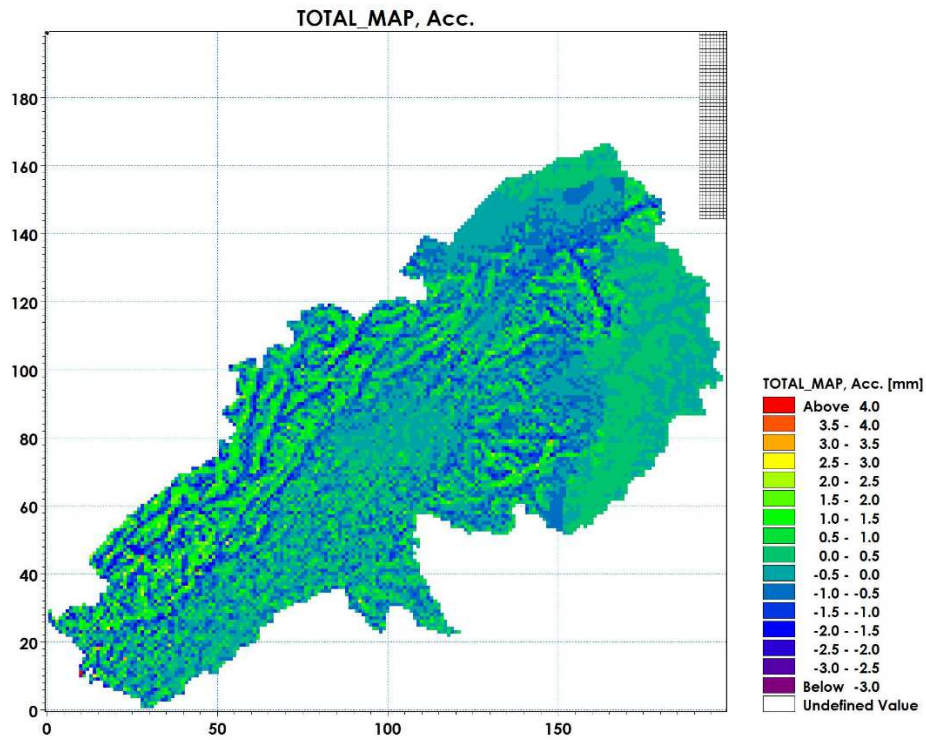 TOTAL_MAP, Acc.
180
160
140
120
100
80
60
40
20
0
0 50 100 150
TOTAL_MAP, Acc. [mm]
Above 4.0
3.5 - 4.0
3.0 - 3.5
2.5 - 3.0
2.0 - 2.5
1.5 - 2.0
1.0 - 1.5
0.5 - 1.0
0.0 - 0.5
-0.5 - 0.0
-1.0 - -0.5
-1.5 - -1.0
-2.0 - -1.5
-2.5 - -2.0
-3.0 - -2.5
Below -3.0
Undefined Value